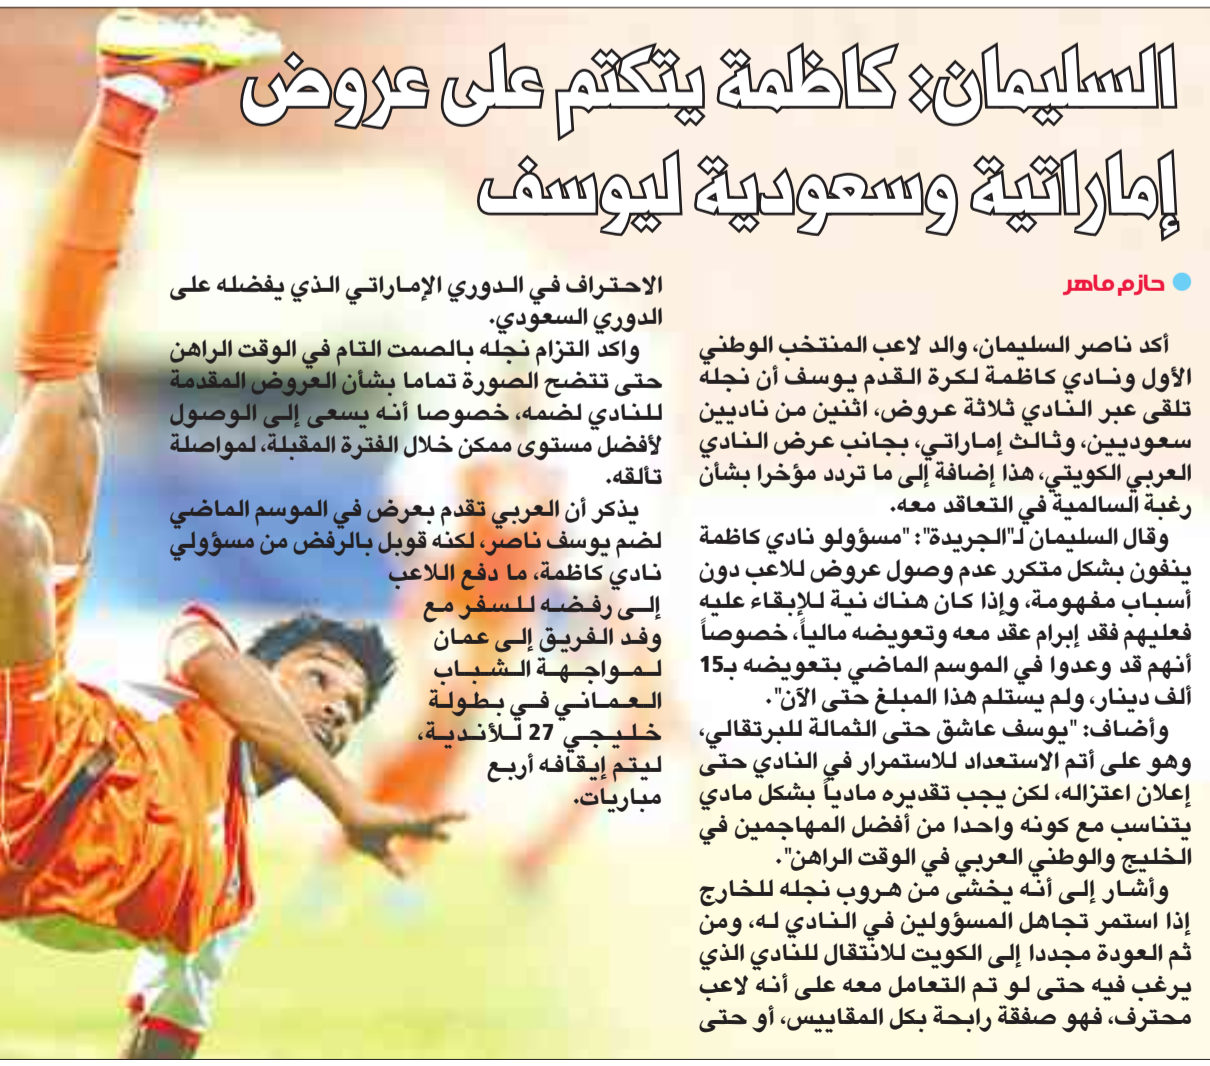 السليمان: كاظمة يتكتم على عروض
إماراتية وسعودية ليوسف
حازم ماهر
أكد ناصر السليمان، والد لاعب المنتخب الوطني
الأول ونادي كاظمة لكرة القدم يوسف أن نجله
تلقى عبر النادي ثلاثة عروض، اثنين من ناديين
سعوديين، وثالث إماراتي، بجانب عرض النادي
العربي الكويتي، هذا إضافة إلى ما تردد مؤخرا بشأن
رغبة السالمية في التعاقد معه.
وقال السليمان لـ"الجريدة": "مسؤولو نادي كاظمة
ينفون بشكل متكرر عدم وصول عروض للاعب دون
أسباب مفهومة، وإذا كان هناك نية للإبقاء عليه
فعليهم فقد إبرام عقد معه وتعويضه مالياً، خصوصاً
أنهم قد وعدوا في الموسم الماضي بتعويضه بـ15
ألف دينار، ولم يستلم هذا المبلغ حتى الآن".
وأضاف: "يوسف عاشق حتى الثمالة للبرتقالي،
وهو على أتم الاستعداد للاستمرار في النادي حتى
إعلان اعتزاله، لكن يجب تقديره مادياً بشكل مادي
يتناسب مع كونه واحدا من أفضل المهاجمين في
الخليج والوطني العربي في الوقت الراهن".
وأشار إلى أنه يخشى من هروب نجله للخارج
إذا استمر تجاهل المسؤولين في النادي له، ومن
ثم العودة مجددا إلى الكويت للانتقال للنادي الذي
يرغب فيه حتى لو تم التعامل معه على أنه لاعب
محترف، فهو صفقة رابحة بكل المقاييس، أو حتى
الاحتراف في الدوري الإماراتي الذي يفضله على
الدوري السعودي.
واكد التزام نجله بالصمت التام في الوقت الراهن
حتى تتضح الصورة تماما بشأن العروض المقدمة
للنادي لضمه، خصوصا أنه يسعى إلى الوصول
لأفضل مستوى ممكن خلال الفترة المقبلة، لمواصلة
تألقه.
يذكر أن العربي تقدم بعرض في الموسم الماضي
لضم يوسف ناصر، لكنه قوبل بالرفض من مسؤولي
نادي كاظمة، ما دفع اللاعب
إلى رفضه للسفر مع
وفد الفريق إلى عمان
لمواجهة الشباب
العماني في بطولة
خليجي 27 للأندية،
ليتم إيقافه أربع
مباريات.